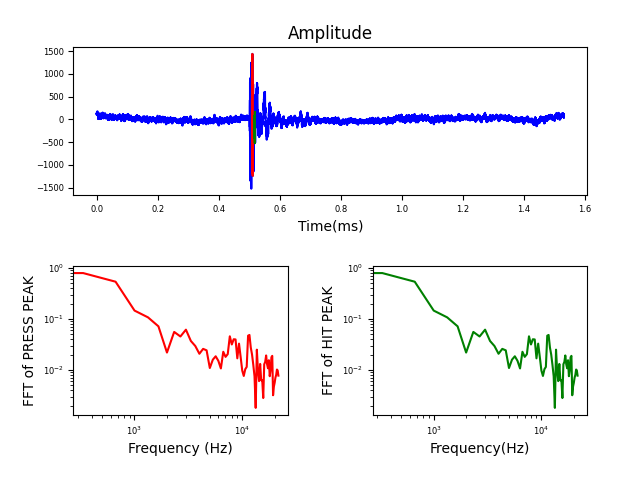 Amplitude
1500
1000
500
0
−500
−1000
−1500
0.0 0.2 0.4 0.6 0.8 1.0 1.2 1.4 1.6
Time(ms)
FFT of PRESS PEAK
10⁰
10⁻¹
10⁻²
10³ 10⁴
Frequency (Hz)
FFT of HIT PEAK
10⁰
10⁻¹
10⁻²
10³ 10⁴
Frequency(Hz)